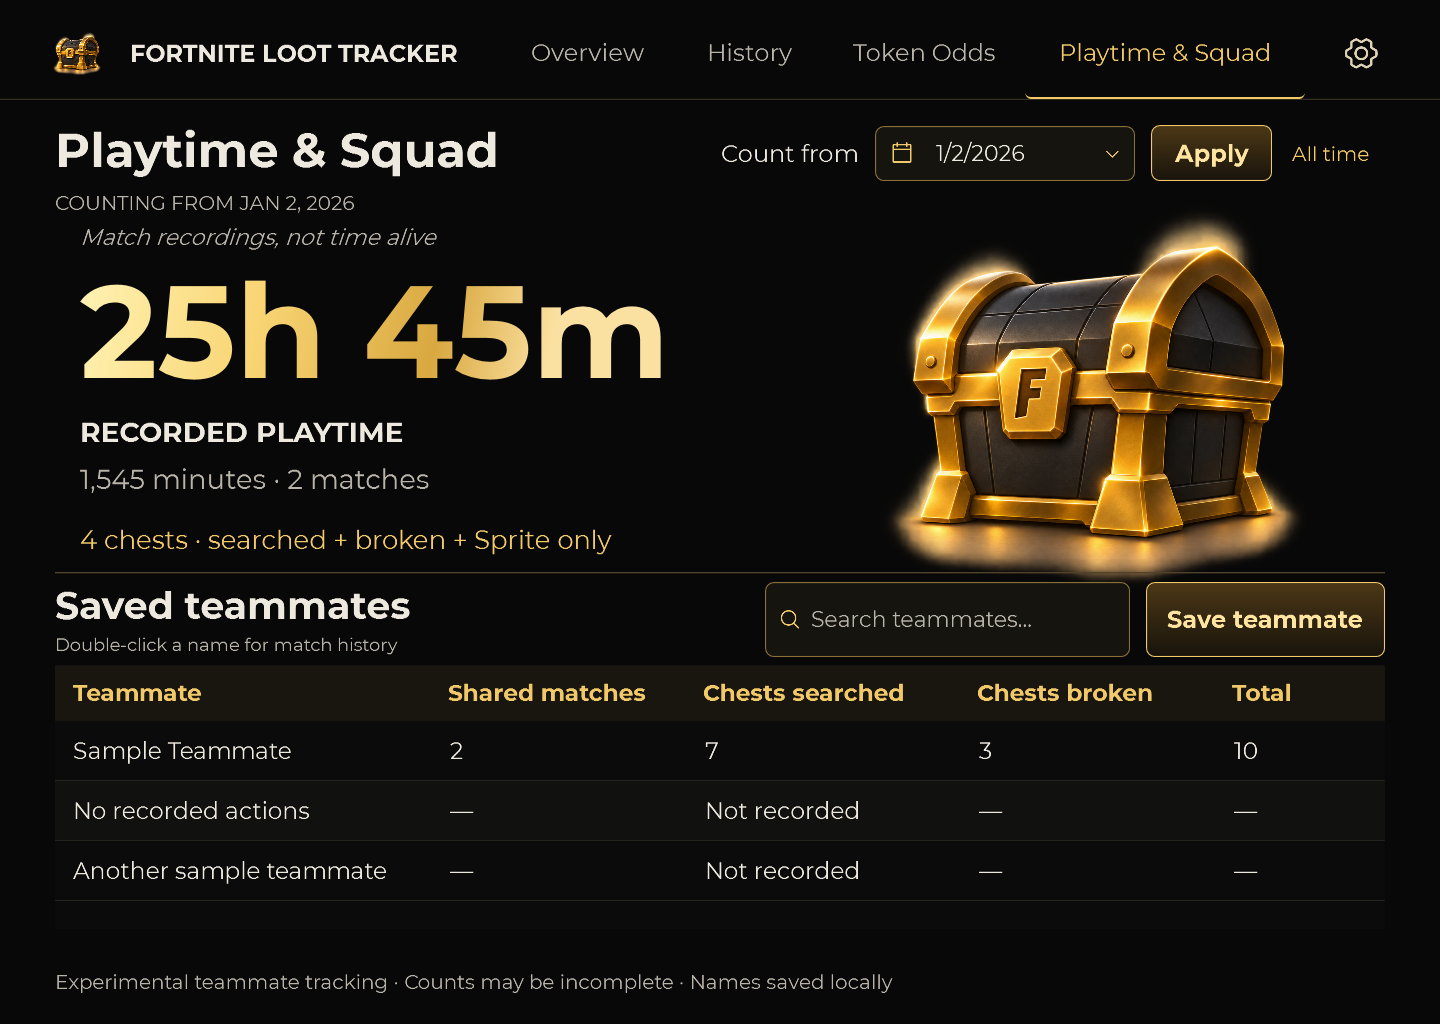 FORTNITE LOOT TRACKER
Overview
History
Token Odds
Playtime & Squad
Playtime & Squad
Count from
1/2/2026
Apply
All time
COUNTING FROM JAN 2, 2026
Match recordings, not time alive
25h 45m
F
RECORDED PLAYTIME
1,545 minutes · 2 matches
4 chests · searched + broken + Sprite only
Saved teammates
Double-click a name for match history
Search teammates...
Save teammate
Teammate Shared matches Chests searched Chests broken Total
Sample Teammate 2 7 3 10
No recorded actions — Not recorded — —
Another sample teammate — Not recorded — —
Experimental teammate tracking · Counts may be incomplete · Names saved locally